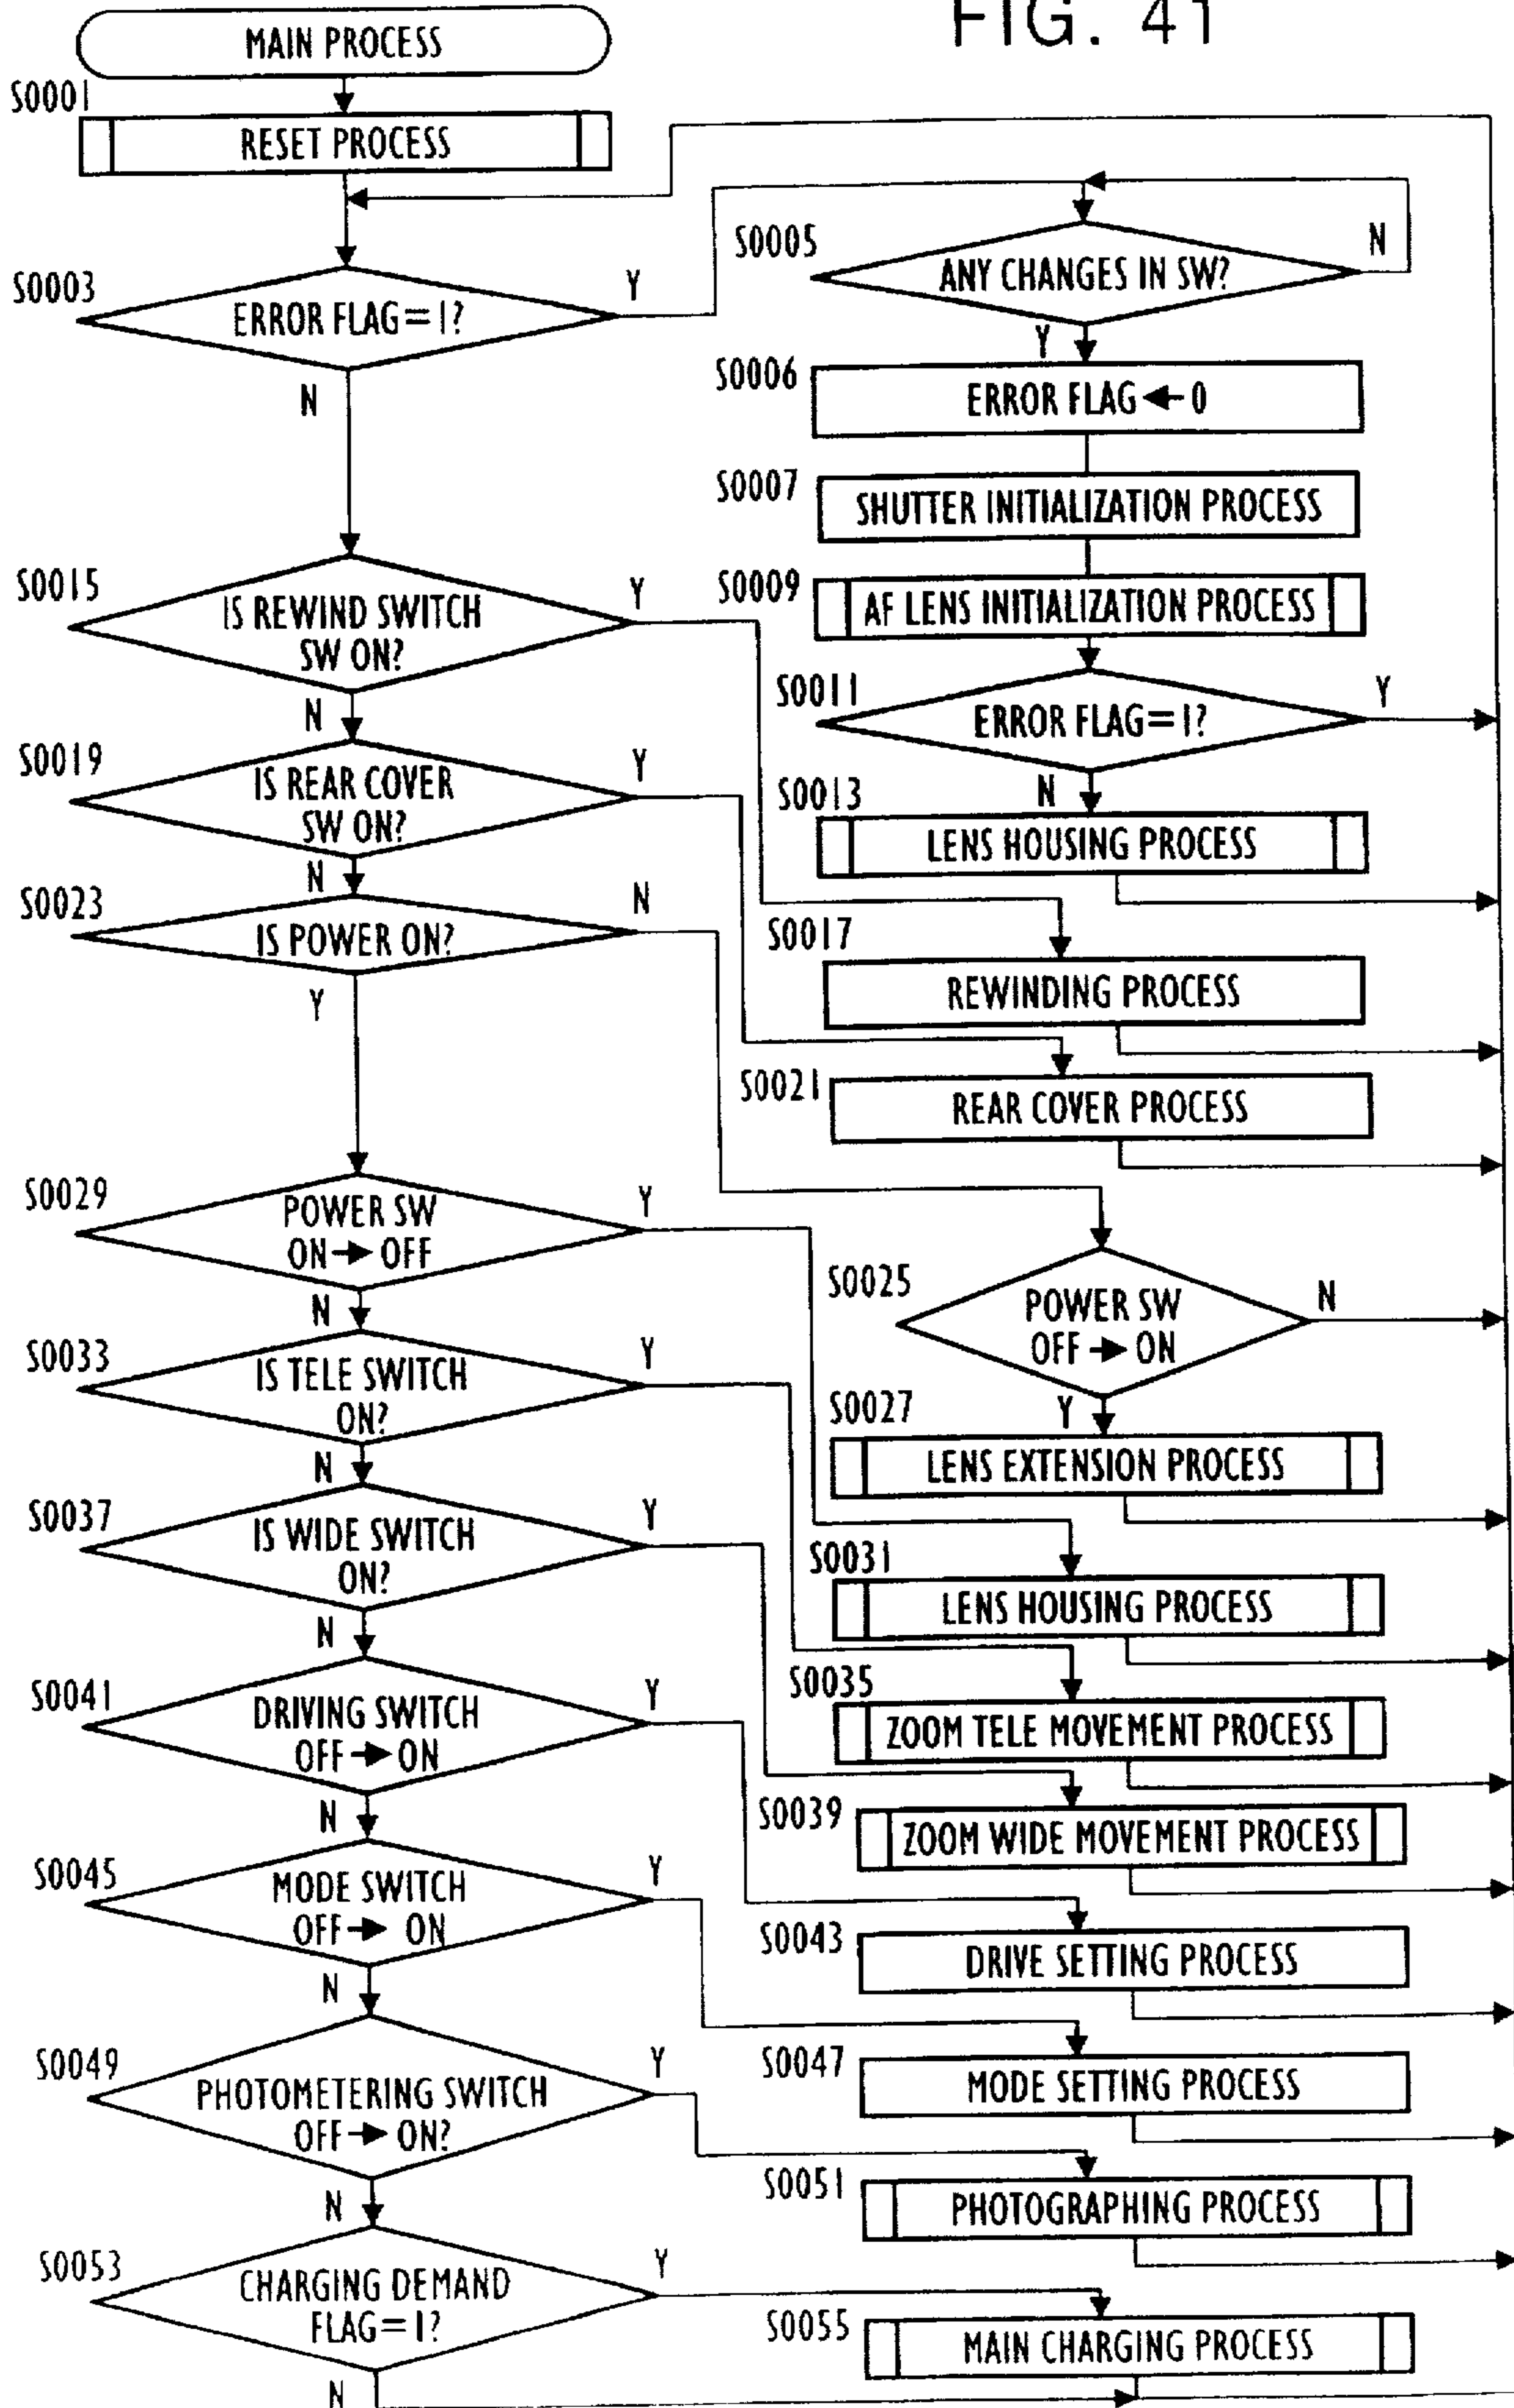 FIG. 41
MAIN PROCESS
S0001
RESET PROCESS
S0003
ERROR FLAG=1?
Y
N
S0005
ANY CHANGES IN SW?
N
Y
S0006
ERROR FLAG←0
S0007
SHUTTER INITIALIZATION PROCESS
S0009
AF LENS INITIALIZATION PROCESS
S0011
ERROR FLAG=1?
Y
N
S0013
LENS HOUSING PROCESS
S0015
IS REWIND SWITCH
SW ON?
Y
N
S0017
REWINDING PROCESS
S0019
IS REAR COVER
SW ON?
Y
N
S0021
REAR COVER PROCESS
S0023
IS POWER ON?
N
Y
S0025
POWER SW
OFF→ON
N
Y
S0027
LENS EXTENSION PROCESS
S0029
POWER SW
ON→OFF
Y
N
S0031
LENS HOUSING PROCESS
S0033
IS TELE SWITCH
ON?
Y
N
S0035
ZOOM TELE MOVEMENT PROCESS
S0037
IS WIDE SWITCH
ON?
Y
N
S0039
ZOOM WIDE MOVEMENT PROCESS
S0041
DRIVING SWITCH
OFF→ON
Y
N
S0043
DRIVE SETTING PROCESS
S0045
MODE SWITCH
OFF→ ON
Y
N
S0047
MODE SETTING PROCESS
S0049
PHOTOMETERING SWITCH
OFF→ON?
Y
N
S0051
PHOTOGRAPHING PROCESS
S0053
CHARGING DEMAND
FLAG=1?
Y
N
S0055
MAIN CHARGING PROCESS